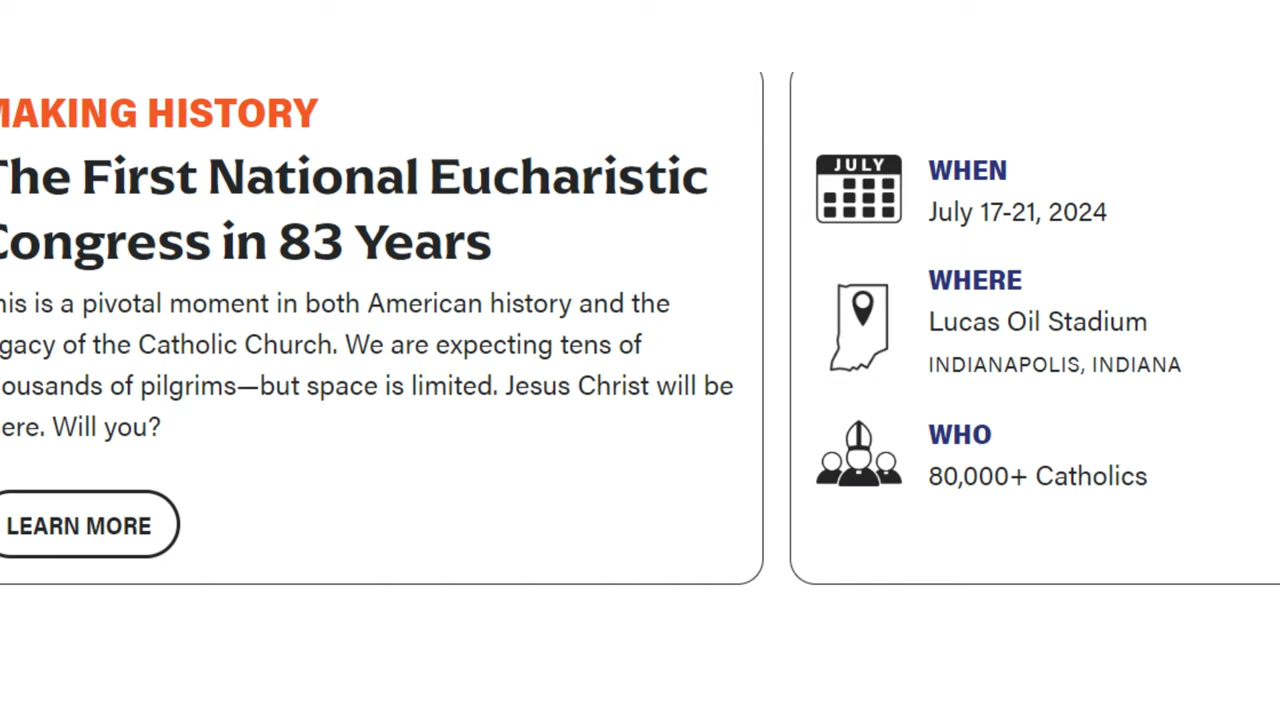 MAKING HISTORY
The First National Eucharistic
Congress in 83 Years
his is a pivotal moment in both American history and the
gacy of the Catholic Church. We are expecting tens of
ousands of pilgrims—but space is limited. Jesus Christ will be
ere. Will you?
LEARN MORE
JULY
WHEN
July 17-21, 2024
WHERE
Lucas Oil Stadium
INDIANAPOLIS, INDIANA
WHO
80,000+ Catholics